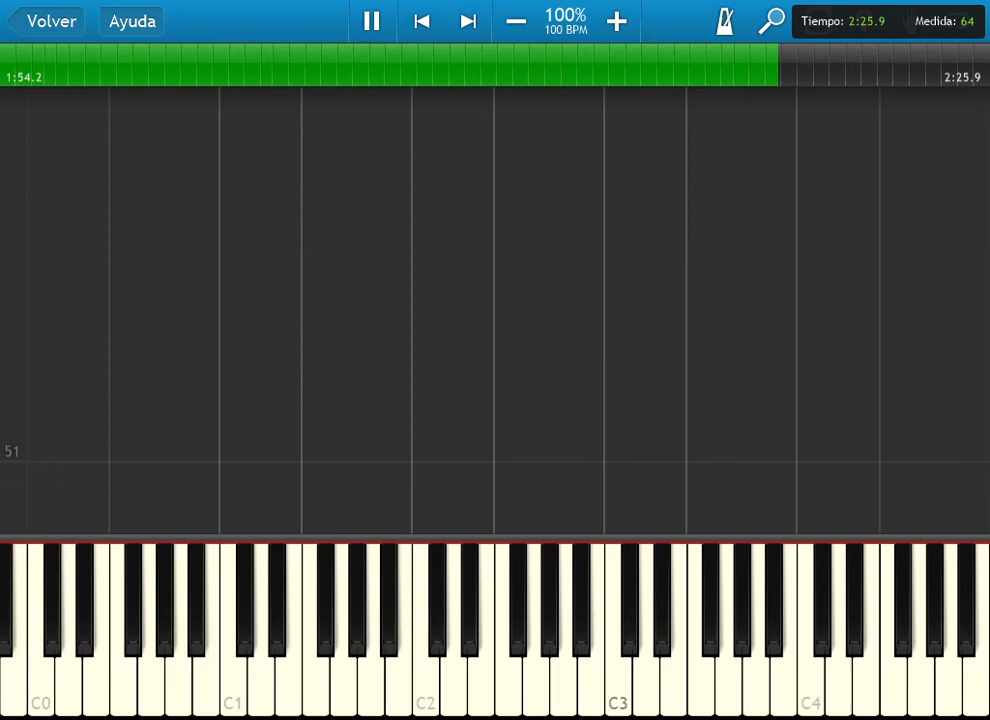 Volver
Ayuda
100%
100 BPM
Tiempo: 2:25.9
Medida: 64
1:54.2
2:25.9
51
C0
C1
C2
C3
C4